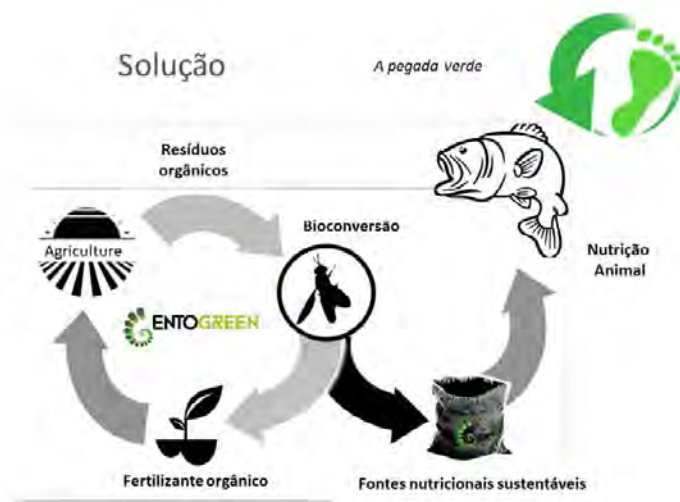 Solução
A pegada verde
Resíduos
orgânicos
Bioconversão
Agriculture
Nutrição
Animal
ENTOGREEN
Fertilizante orgânico
Fontes nutricionais sustentáveis